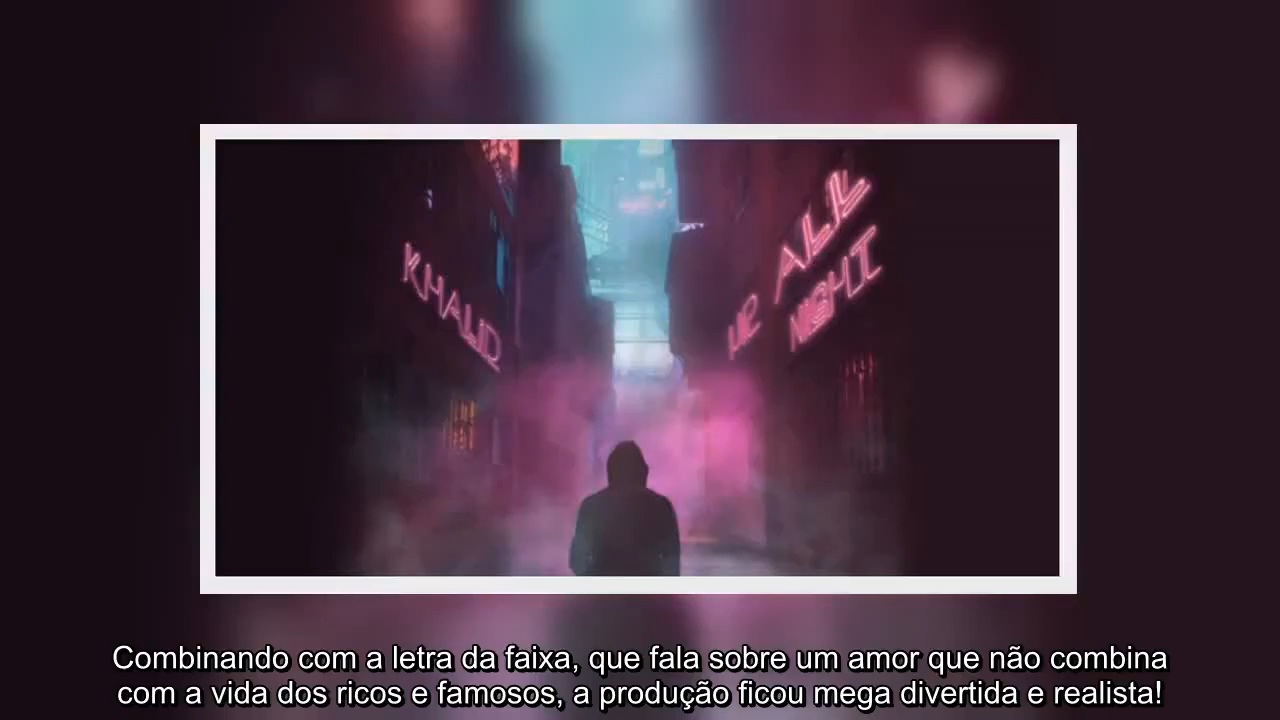 KHALID
UP ALL
NIGHT
Combinando com a letra da faixa, que fala sobre um amor que não combina
com a vida dos ricos e famosos, a produção ficou mega divertida e realista!